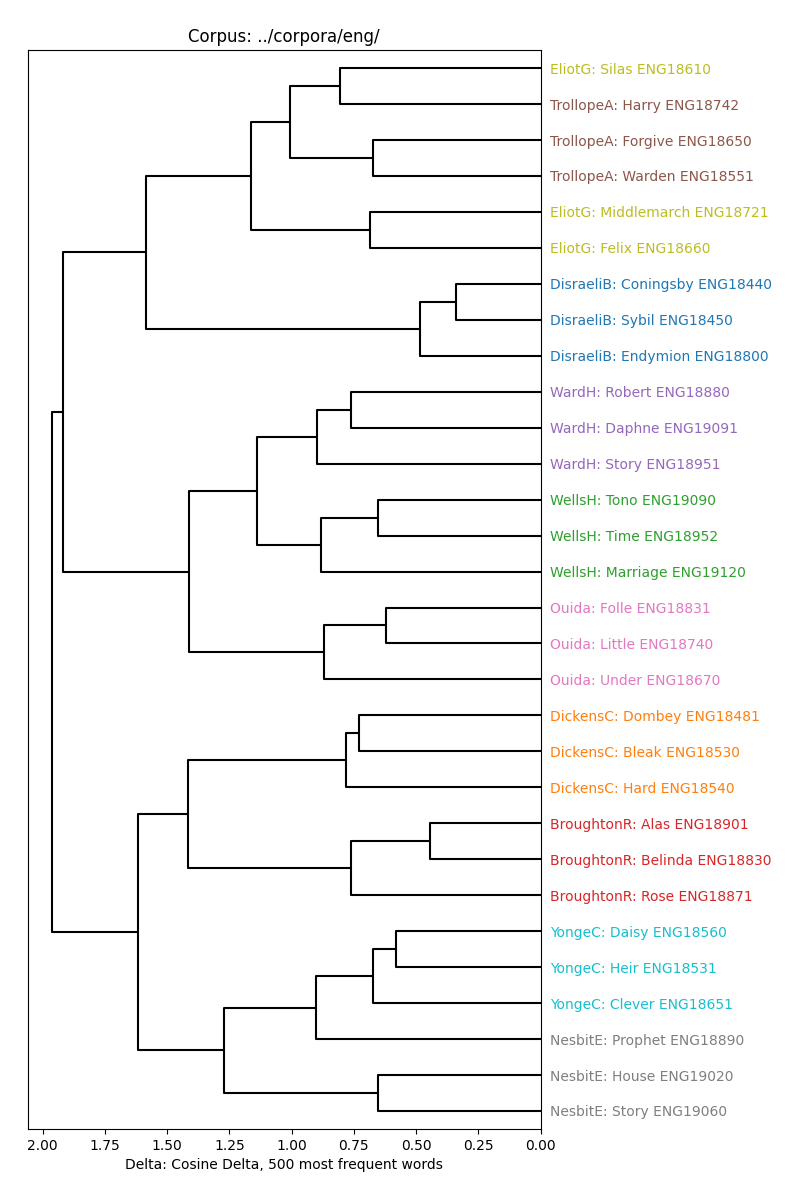 Corpus: ../corpora/eng/
EliotG: Silas ENG18610
TrollopeA: Harry ENG18742
TrollopeA: Forgive ENG18650
TrollopeA: Warden ENG18551
EliotG: Middlemarch ENG18721
EliotG: Felix ENG18660
DisraeliB: Coningsby ENG18440
DisraeliB: Sybil ENG18450
DisraeliB: Endymion ENG18800
WardH: Robert ENG18880
WardH: Daphne ENG19091
WardH: Story ENG18951
WellsH: Tono ENG19090
WellsH: Time ENG18952
WellsH: Marriage ENG19120
Ouida: Folle ENG18831
Ouida: Little ENG18740
Ouida: Under ENG18670
DickensC: Dombey ENG18481
DickensC: Bleak ENG18530
DickensC: Hard ENG18540
BroughtonR: Alas ENG18901
BroughtonR: Belinda ENG18830
BroughtonR: Rose ENG18871
YongeC: Daisy ENG18560
YongeC: Heir ENG18531
YongeC: Clever ENG18651
NesbitE: Prophet ENG18890
NesbitE: House ENG19020
NesbitE: Story ENG19060
2.00 1.75 1.50 1.25 1.00 0.75 0.50 0.25 0.00
Delta: Cosine Delta, 500 most frequent words